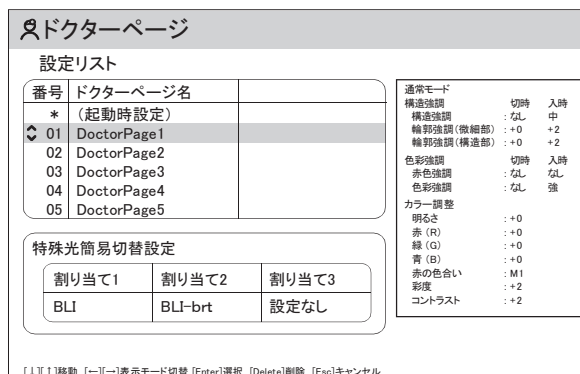 ドクターページ
設定リスト
番号 ドクターページ名
* (起動時設定)
01 DoctorPage1
02 DoctorPage2
03 DoctorPage3
04 DoctorPage4
05 DoctorPage5
特殊光簡易切替設定
割り当て1 割り当て2 割り当て3
BLI BLI-brt 設定なし
通常モード
構造強調 切時 入時
構造強調 :なし 中
輪郭強調(微細部) :+0 +2
輪郭強調(構造部) :+0 +2
色彩強調 切時 入時
赤色強調 :なし なし
色彩強調 :なし 強
カラー調整
明るさ :+0
赤(R) :+0
緑(G) :+0
青(B) :+0
赤の色合い :M1
彩度 :+2
コントラスト :+2
[↓][↑]移動 [←][→]表示モード切替 [Enter]選択 [Delete]削除 [Esc]キャンセル